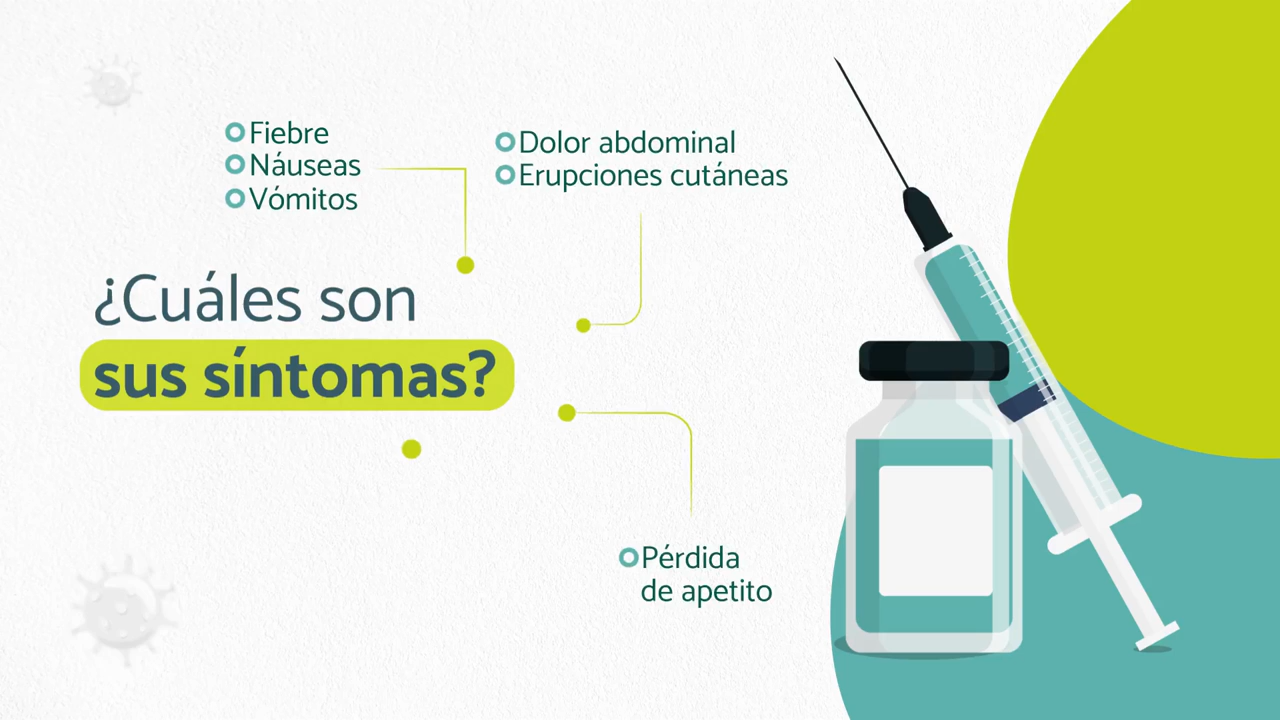 Fiebre
Náuseas
Vómitos
Dolor abdominal
Erupciones cutáneas
¿Cuáles son
sus síntomas?
Pérdida
de apetito